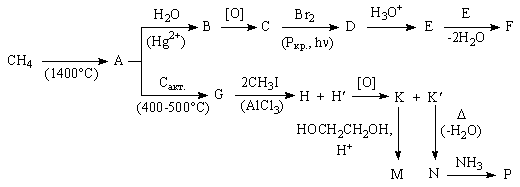 H₂O [O] Br₂ H₃O⁺ E
B C D E F
(Hg²⁺) (Pкр., hν) -2H₂O
CH₄ A
(1400°C) Cакт. 2CH₃I [O]
G H + H′ K + K′
(400-500°C) (AlCl₃) Δ
HOCH₂CH₂OH, (-H₂O)
H⁺
NH₃
M N P